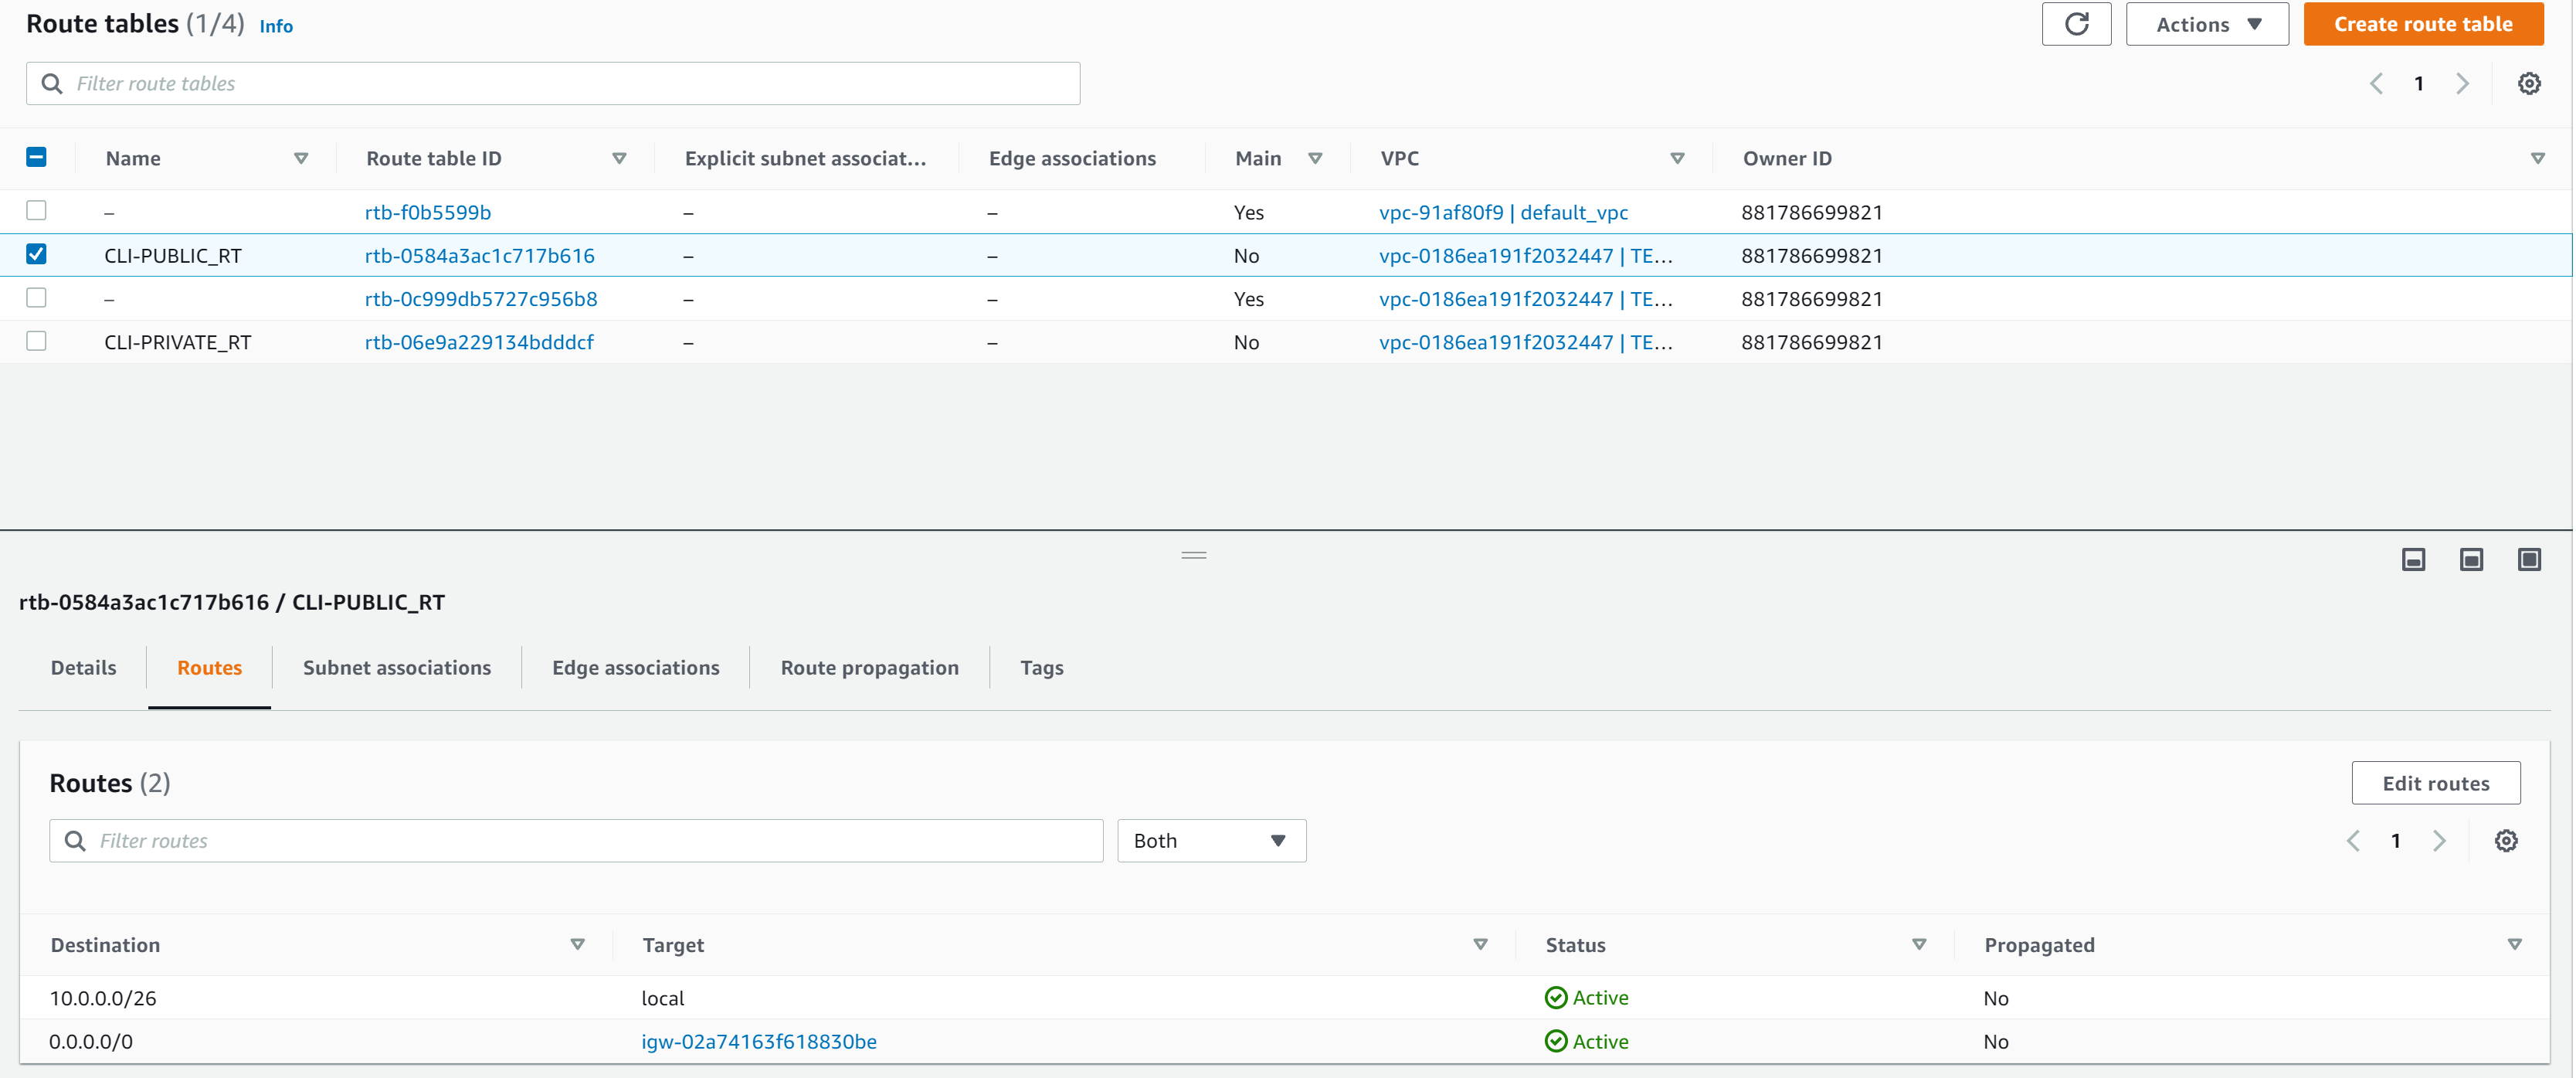 Route tables (1/4) Info
Actions
Create route table
Filter route tables
1
Name Route table ID Explicit subnet associat... Edge associations Main VPC Owner ID
– rtb-f0b5599b – – Yes vpc-91af80f9 | default_vpc 881786699821
CLI-PUBLIC_RT rtb-0584a3ac1c717b616 – – No vpc-0186ea191f2032447 | TE... 881786699821
– rtb-0c999db5727c956b8 – – Yes vpc-0186ea191f2032447 | TE... 881786699821
CLI-PRIVATE_RT rtb-06e9a229134bdddcf – – No vpc-0186ea191f2032447 | TE... 881786699821
rtb-0584a3ac1c717b616 / CLI-PUBLIC_RT
Details Routes Subnet associations Edge associations Route propagation Tags
Routes (2)
Edit routes
Filter routes
Both
1
Destination Target Status Propagated
10.0.0.0/26 local Active No
0.0.0.0/0 igw-02a74163f618830be Active No